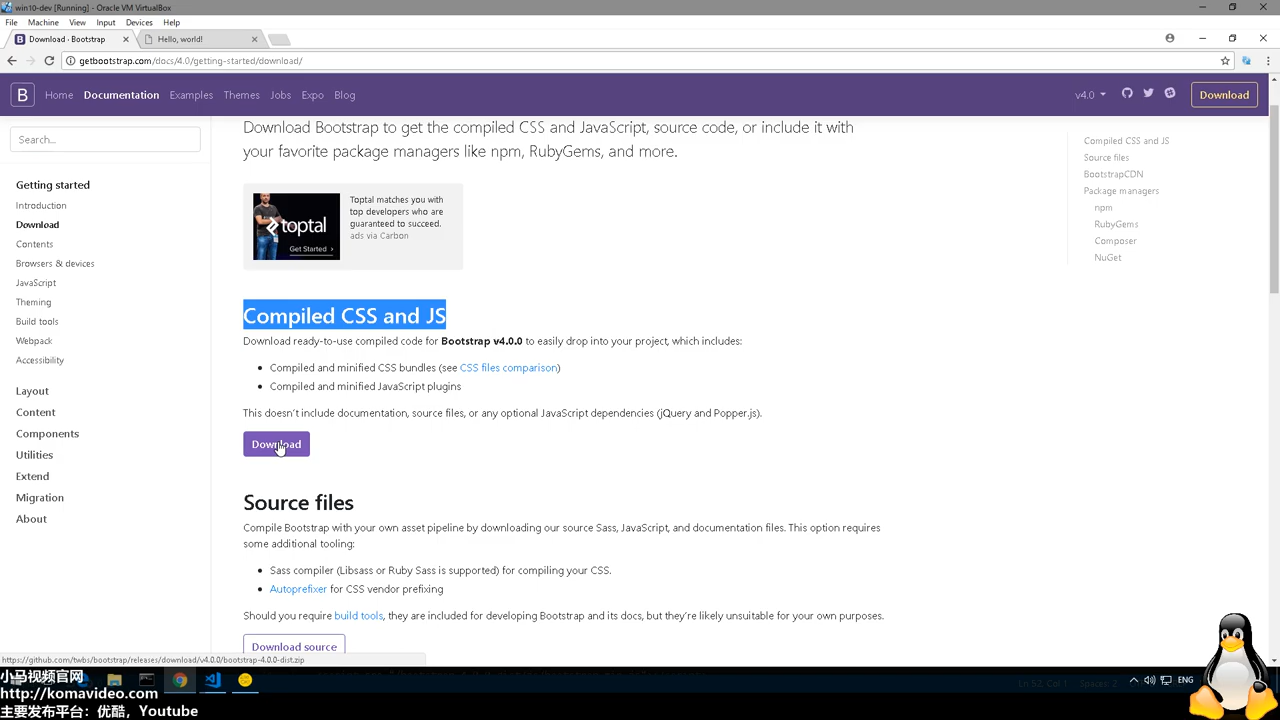 win10-dev [Running] - Oracle VM VirtualBox
File Machine View Input Devices Help
Download · Bootstrap
Hello, world!
getbootstrap.com/docs/4.0/getting-started/download/
B Home Documentation Examples Themes Jobs Expo Blog v4.0 Download
Search...
Getting started
Introduction
Download
Contents
Browsers & devices
JavaScript
Theming
Build tools
Webpack
Accessibility
Layout
Content
Components
Utilities
Extend
Migration
About
Download Bootstrap to get the compiled CSS and JavaScript, source code, or include it with
your favorite package managers like npm, RubyGems, and more.
toptal
Get Started ›
Toptal matches you with
top developers who are
guaranteed to succeed.
ads via Carbon
Compiled CSS and JS
Download ready-to-use compiled code for Bootstrap v4.0.0 to easily drop into your project, which includes:
Compiled and minified CSS bundles (see CSS files comparison)
Compiled and minified JavaScript plugins
This doesn't include documentation, source files, or any optional JavaScript dependencies (jQuery and Popper.js).
Download
Source files
Compile Bootstrap with your own asset pipeline by downloading our source Sass, JavaScript, and documentation files. This option requires
some additional tooling:
Sass compiler (Libsass or Ruby Sass is supported) for compiling your CSS.
Autoprefixer for CSS vendor prefixing
Should you require build tools, they are included for developing Bootstrap and its docs, but they're likely unsuitable for your own purposes.
Download source
Compiled CSS and JS
Source files
BootstrapCDN
Package managers
npm
RubyGems
Composer
NuGet
https://github.com/twbs/bootstrap/releases/download/v4.0.0/bootstrap-4.0.0-dist.zip
小马视频官网
http://komavideo.com
主要发布平台：优酷，Youtube
Ln 52, Col 1 Spaces: 2
ENG